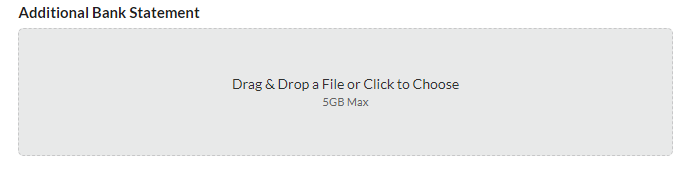 Additional Bank Statement
Drag & Drop a File or Click to Choose
5GB Max